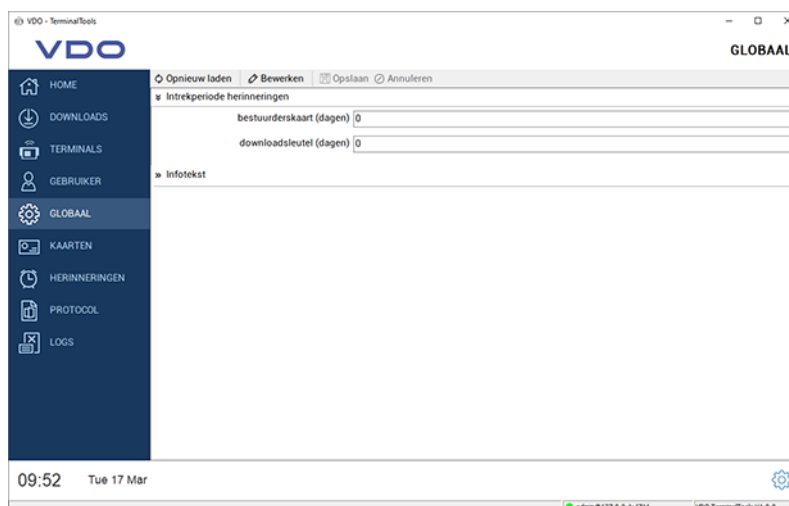 VDO - TerminalTools
VDO
GLOBAAL
HOME
DOWNLOADS
TERMINALS
GEBRUIKER
GLOBAAL
KAARTEN
HERINNERINGEN
PROTOCOL
LOGS
Opnieuw laden Bewerken Opslaan Annuleren
Intrekperiode herinneringen
bestuurderskaart (dagen) 0
downloadsleutel (dagen) 0
Infotekst
09:52 Tue 17 Mar